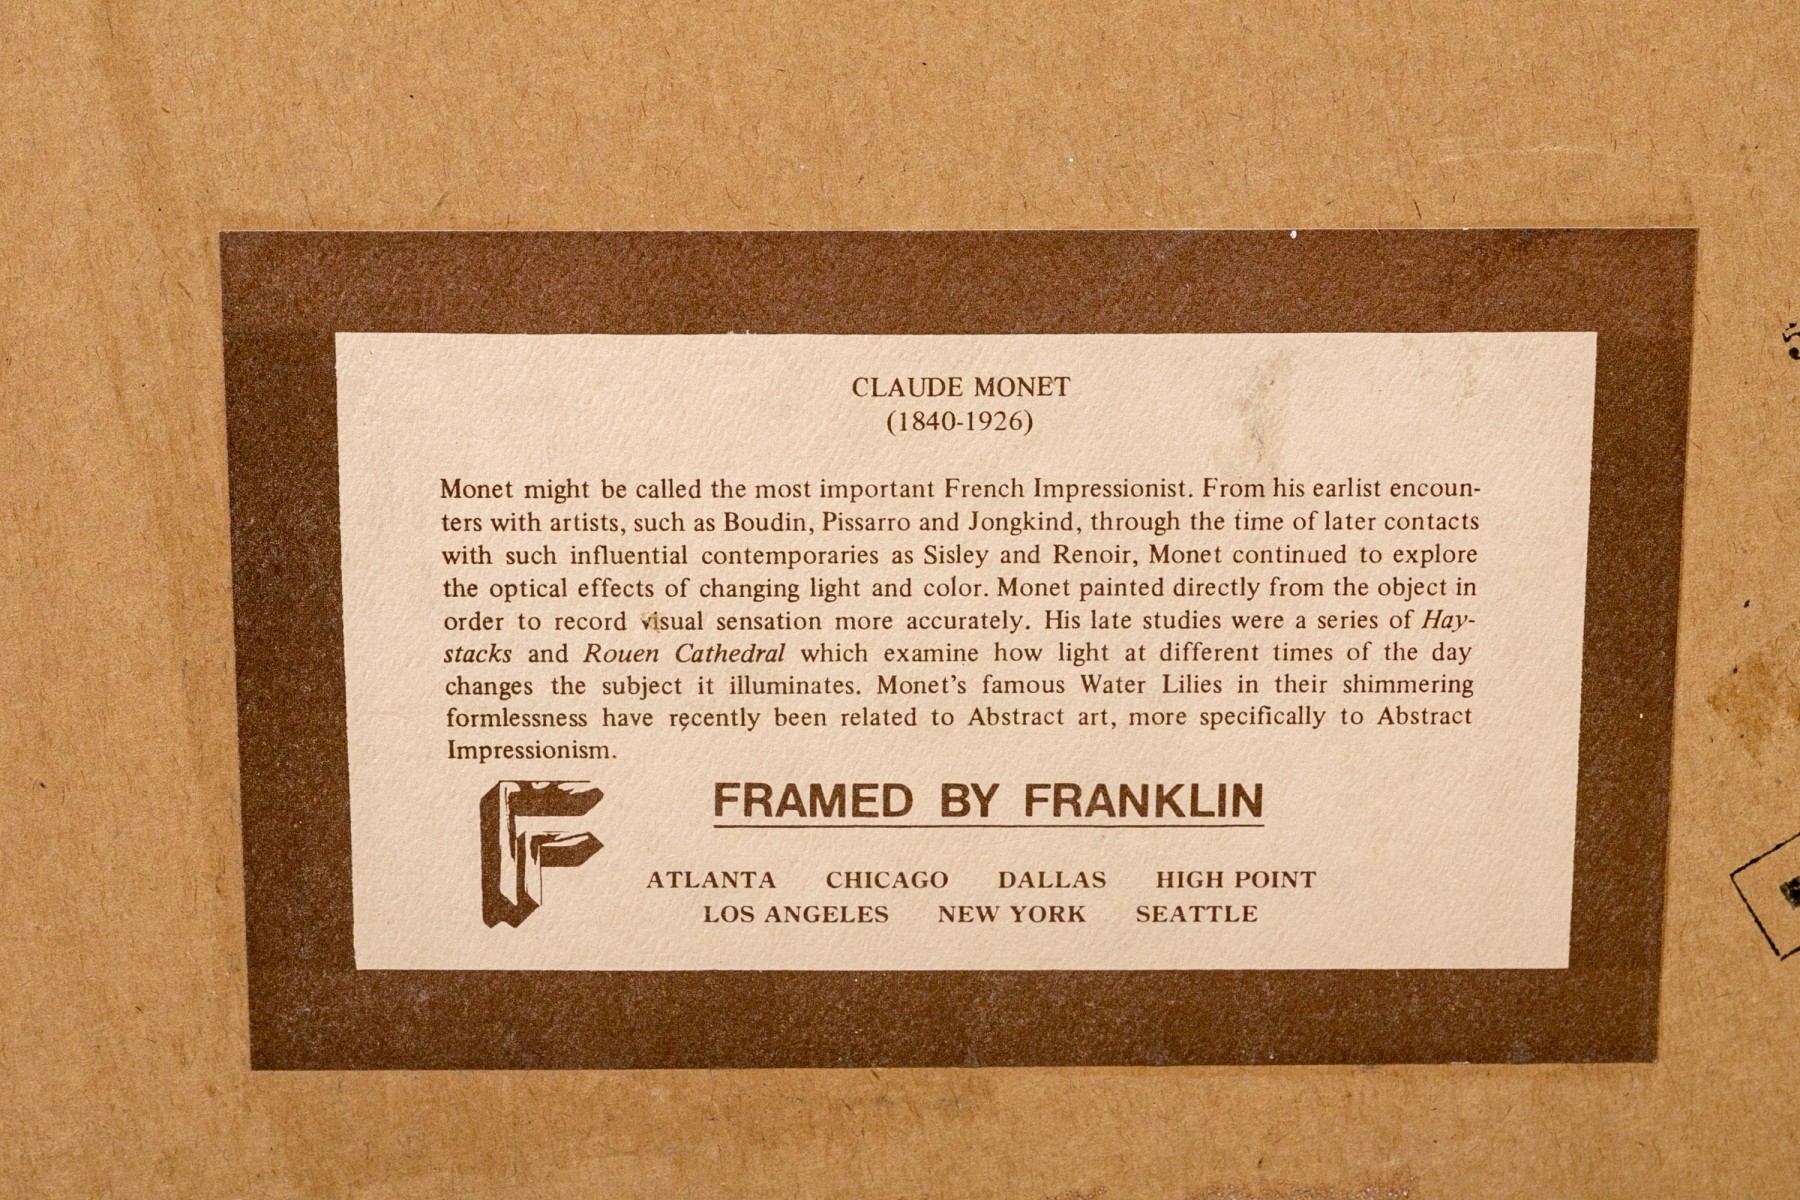 CLAUDE MONET
(1840-1926)
Monet might be called the most important French Impressionist. From his earlist encoun-
ters with artists, such as Boudin, Pissarro and Jongkind, through the time of later contacts
with such influential contemporaries as Sisley and Renoir, Monet continued to explore
the optical effects of changing light and color. Monet painted directly from the object in
order to record visual sensation more accurately. His late studies were a series of Hay-
stacks and Rouen Cathedral which examine how light at different times of the day
changes the subject it illuminates. Monet's famous Water Lilies in their shimmering
formlessness have recently been related to Abstract art, more specifically to Abstract
Impressionism.
F
FRAMED BY FRANKLIN
ATLANTA CHICAGO DALLAS HIGH POINT
LOS ANGELES NEW YORK SEATTLE